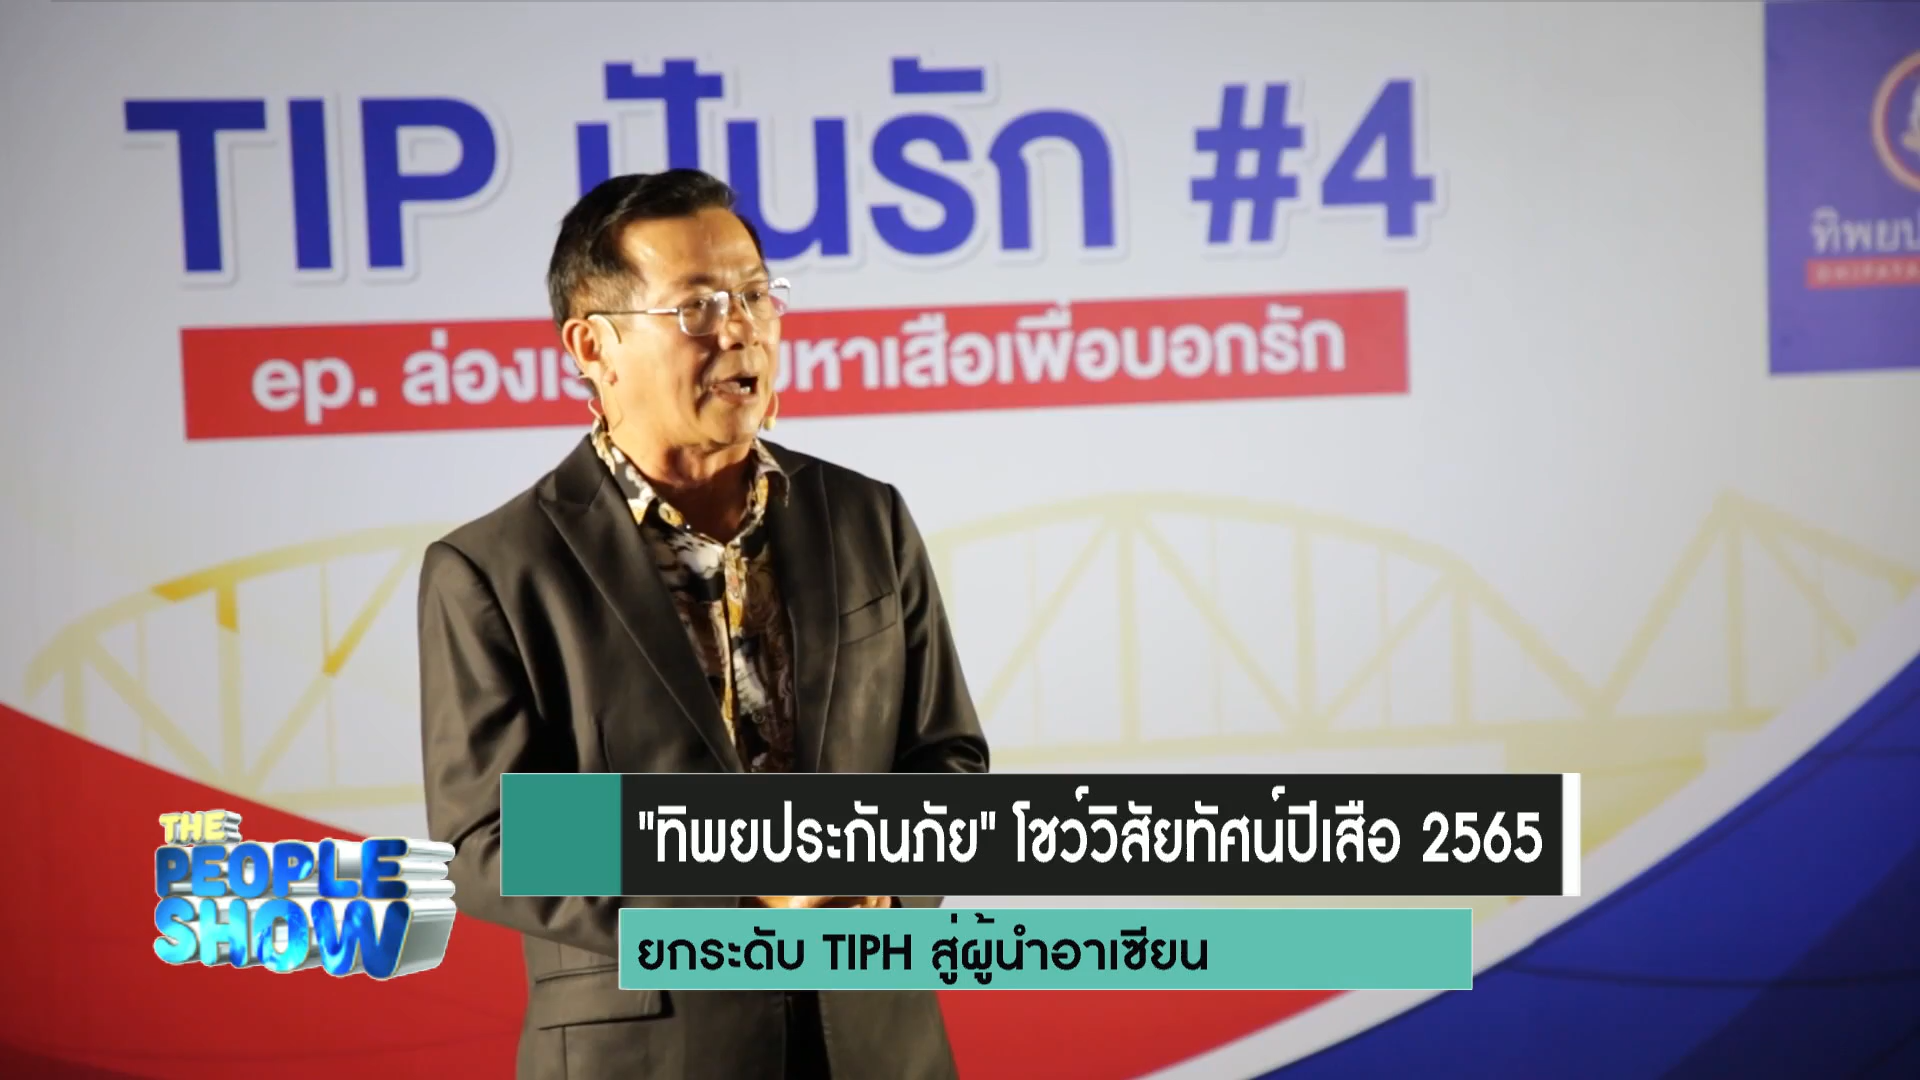 TIP ปันรัก #4
ep. ล่อง หาเสือเพื่อบอกรัก
ทิพย
THE
PEOPLE
SHOW
"ทิพยประกันภัย" โชว์วิสัยทัศน์ปีเสือ 2565
ยกระดับ TIPH สู่ผู้นำอาเซียน